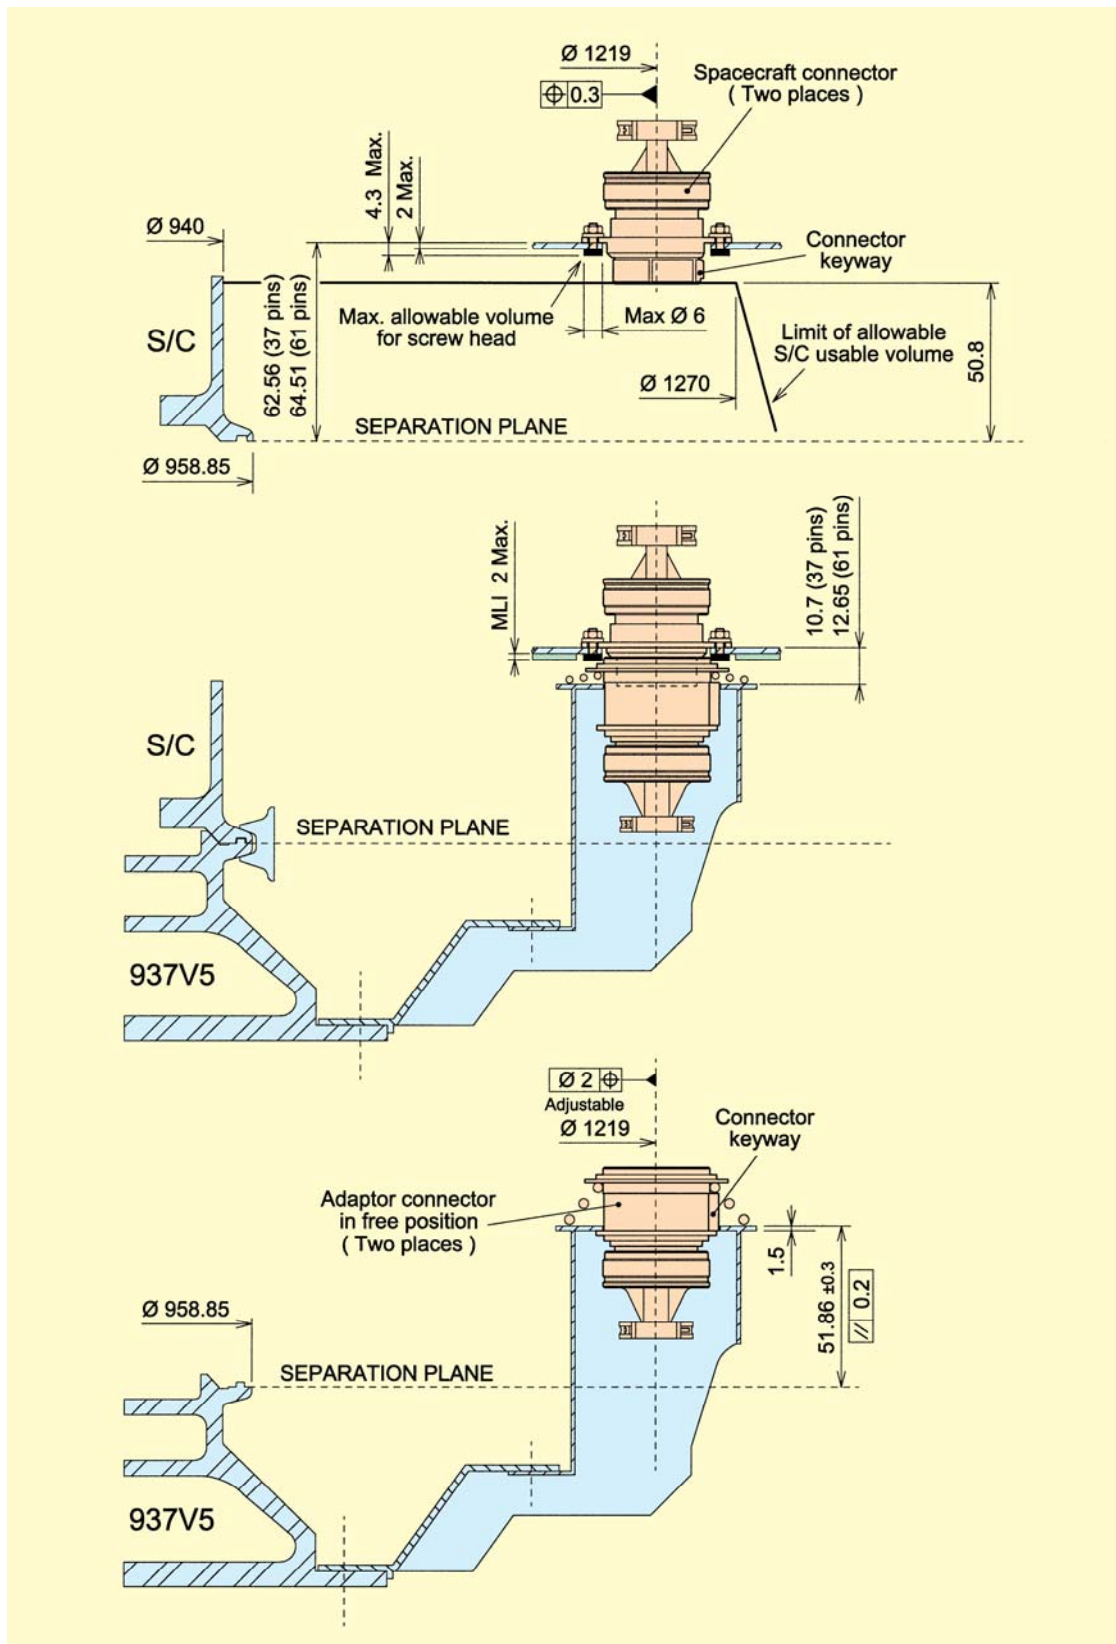 Ø 1219
⌖ 0.3
Spacecraft connector
( Two places )
4.3 Max.
2 Max.
Ø 940
Connector
keyway
S/C
62.56 (37 pins)
64.51 (61 pins)
Max. allowable volume
for screw head
Max Ø 6
Limit of allowable
S/C usable volume
50.8
Ø 1270
SEPARATION PLANE
Ø 958.85
MLI 2 Max.
10.7 (37 pins)
12.65 (61 pins)
S/C
SEPARATION PLANE
937V5
Ø 2 ⌖
Adjustable
Ø 1219
Connector
keyway
Adaptor connector
in free position
( Two places )
1.5
51.86 ±0.3
// 0.2
Ø 958.85
SEPARATION PLANE
937V5